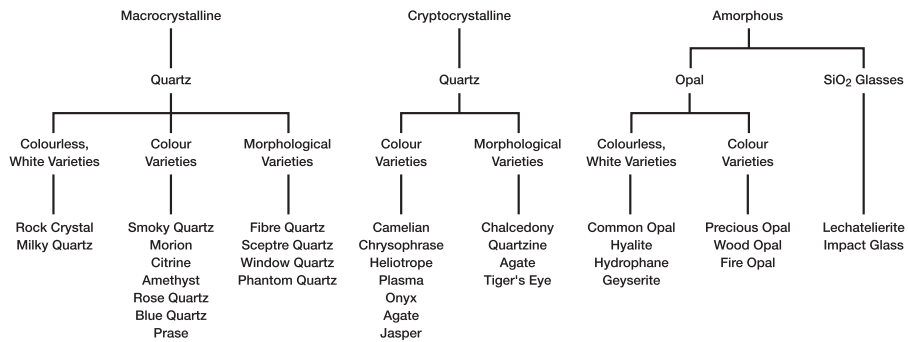 Macrocrystalline
Cryptocrystalline
Amorphous
Quartz
Quartz
Opal
SiO2 Glasses
Colourless,
White Varieties
Colour
Varieties
Morphological
Varieties
Colour
Varieties
Morphological
Varieties
Colourless,
White Varieties
Colour
Varieties
Rock Crystal
Milky Quartz
Smoky Quartz
Morion
Citrine
Amethyst
Rose Quartz
Blue Quartz
Prase
Fibre Quartz
Sceptre Quartz
Window Quartz
Phantom Quartz
Camelian
Chrysophrase
Heliotrope
Plasma
Onyx
Agate
Jasper
Chalcedony
Quartzine
Agate
Tiger's Eye
Common Opal
Hyalite
Hydrophane
Geyserite
Precious Opal
Wood Opal
Fire Opal
Lechatelierite
Impact Glass